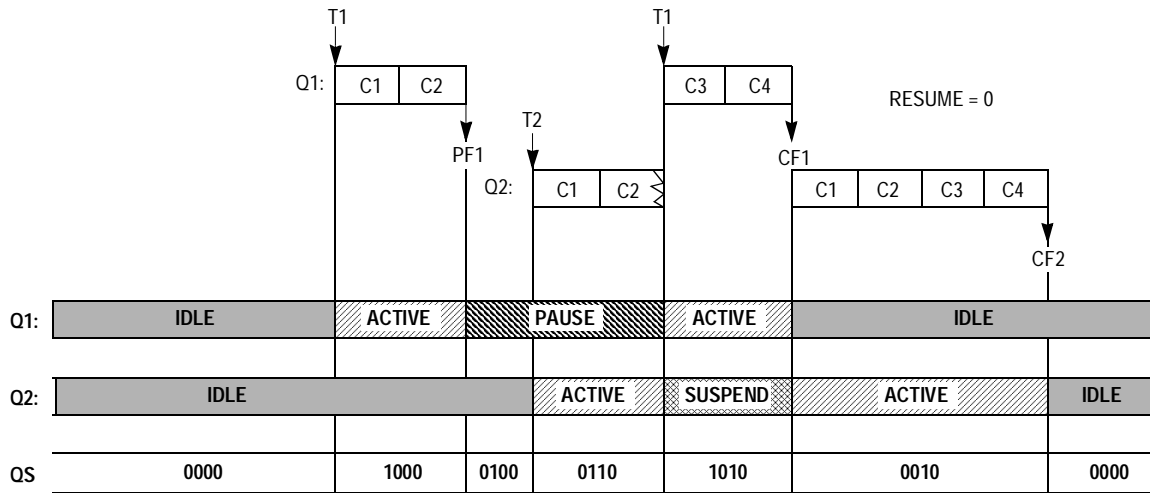 T1 T1
Q1: C1 C2 C3 C4
RESUME = 0
T2
PF1 CF1
Q2: C1 C2 C1 C2 C3 C4
CF2
Q1: IDLE ACTIVE PAUSE ACTIVE IDLE
Q2: IDLE ACTIVE SUSPEND ACTIVE IDLE
QS 0000 1000 0100 0110 1010 0010 0000